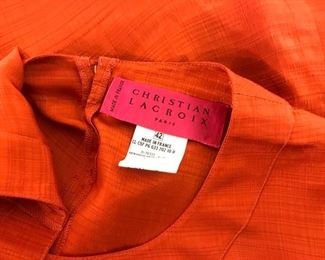 MADE IN FRANCE
CHRISTIAN
LACROIX
PARIS
42
MADE IN FRANCE